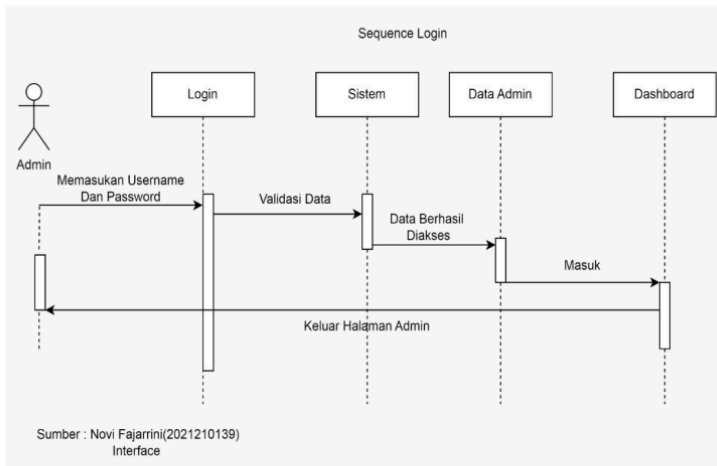 Sequence Login
Login
Sistem
Data Admin
Dashboard
Admin
Memasukan Username
Dan Password
Validasi Data
Data Berhasil
Diakses
Masuk
Keluar Halaman Admin
Sumber : Novi Fajarrini(2021210139)
Interface